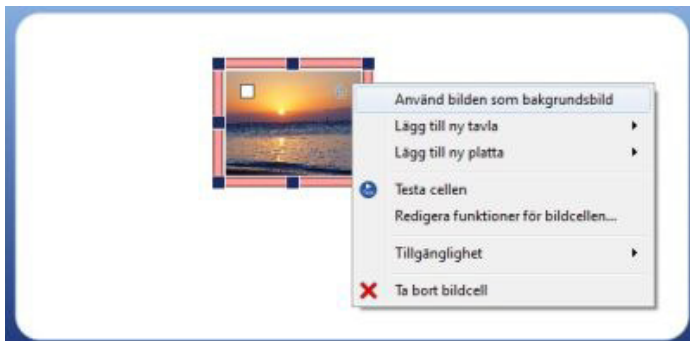 Använd bilden som bakgrundsbild
Lägg till ny tavla
Lägg till ny platta
Testa cellen
Redigera funktioner för bildcellen...
Tillgänglighet
Ta bort bildcell